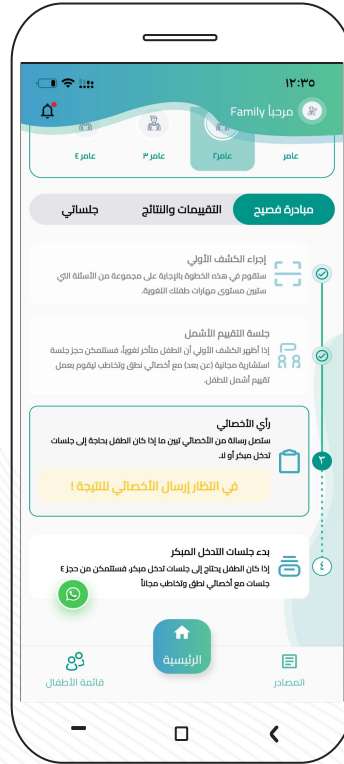 ١٢:٣٥
مرحباً Family
عامر
عامر٢
عامر ٣
عامر ٤
مبادرة فصيح
التقييمات والنتائج
جلساتي
إجراء الكشف الأولي
ستقوم في هذه الخطوة بالإجابة على مجموعة من الأسئلة التي
ستبين مستوى مهارات طفلك اللغوية.
جلسة التقييم الأشمل
إذا أظهر الكشف الأولي أن الطفل متأخر لغوياً، فستتمكن حجز جلسة
استشارية مجانية (عن بعد) مع أخصائي نطق وتخاطب ليقوم بعمل
تقييم أشمل للطفل.
رأي الأخصائي
ستصل رسالة من الأخصائي تبين ما إذا كان الطفل بحاجة إلى جلسات
تدخل مبكر أو لا.
في انتظار إرسال الأخصائي للنتيجة !
٣
بدء جلسات التدخل المبكر
إذا كان الطفل يحتاج إلى جلسات تدخل مبكر، فستتمكن من حجز ٤
جلسات مع أخصائي نطق وتخاطب مجاناً
٤
المصادر
الرئيسية
قائمة الأطفال